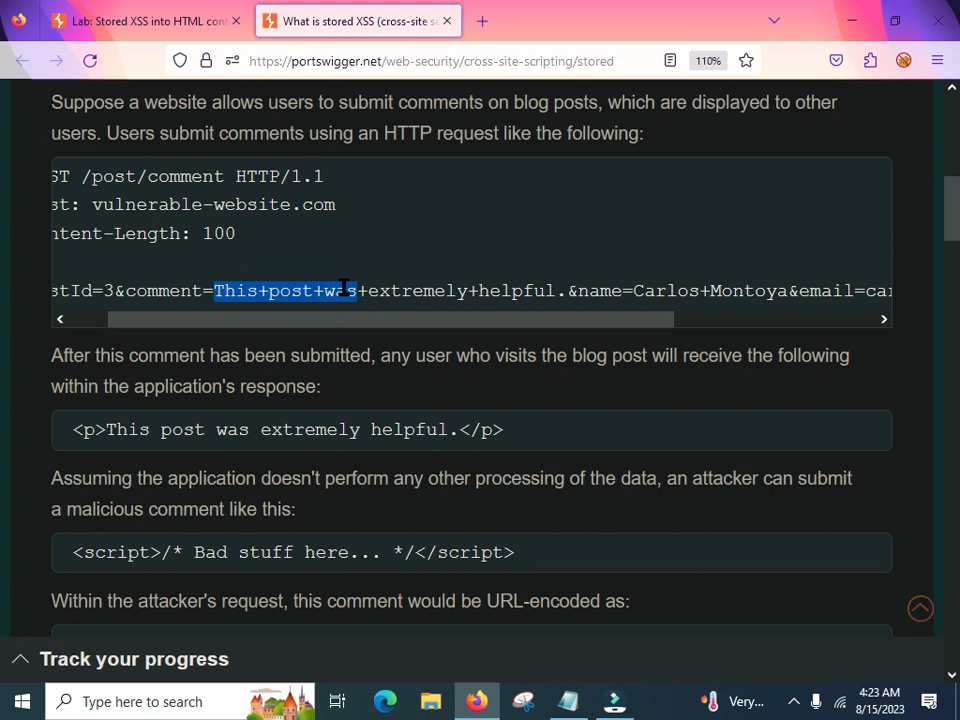 Lab: Stored XSS into HTML cont
What is stored XSS (cross-site sc
https://portswigger.net/web-security/cross-site-scripting/stored
110%
Suppose a website allows users to submit comments on blog posts, which are displayed to other
users. Users submit comments using an HTTP request like the following:
ST /post/comment HTTP/1.1
st: vulnerable-website.com
ntent-Length: 100
stId=3&comment=This+post+was+extremely+helpful.&name=Carlos+Montoya&email=car
After this comment has been submitted, any user who visits the blog post will receive the following
within the application's response:
<p>This post was extremely helpful.</p>
Assuming the application doesn't perform any other processing of the data, an attacker can submit
a malicious comment like this:
<script>/* Bad stuff here... */</script>
Within the attacker's request, this comment would be URL-encoded as:
Track your progress
Type here to search
Very...
4:23 AM
8/15/2023